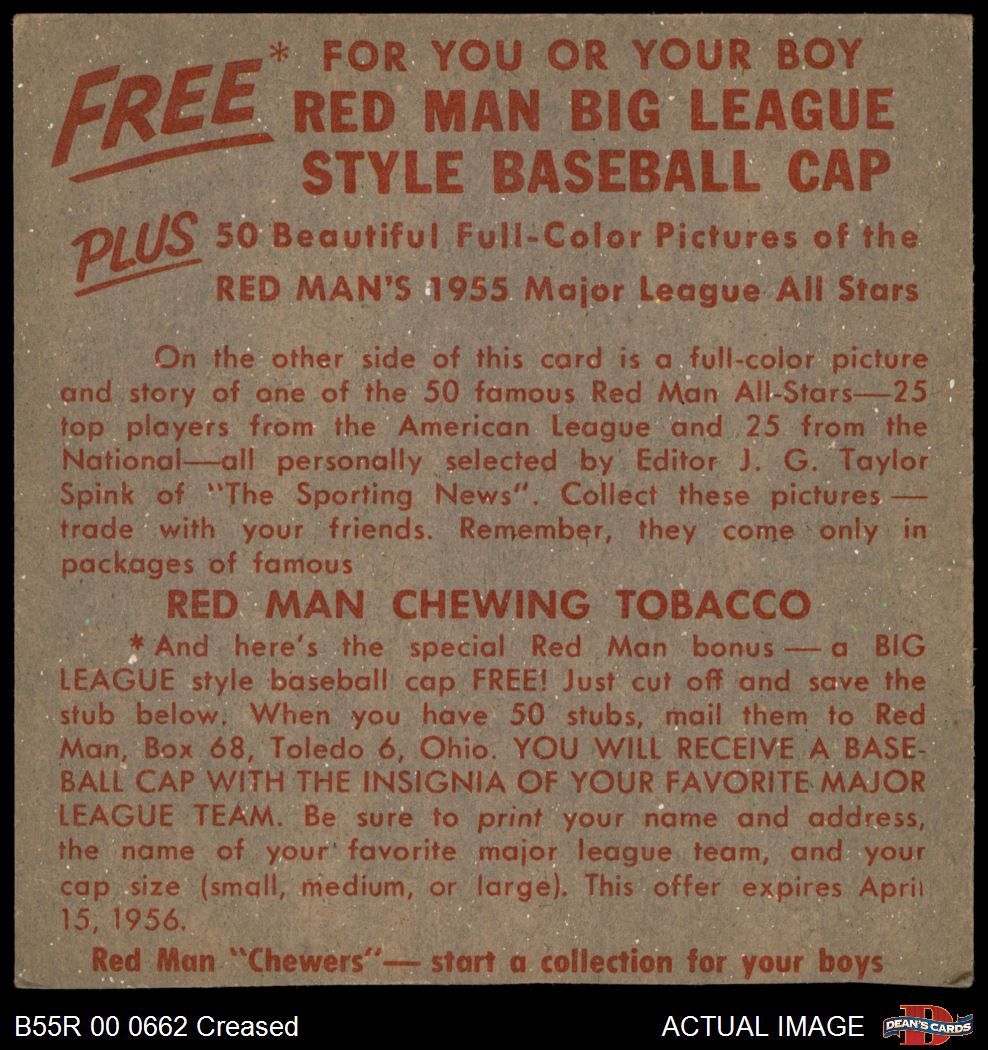 FREE* FOR YOU OR YOUR BOY
RED MAN BIG LEAGUE
STYLE BASEBALL CAP
PLUS 50 Beautiful Full-Color Pictures of the
RED MAN'S 1955 Major League All Stars
On the other side of this card is a full-color picture
and story of one of the 50 famous Red Man All-Stars—25
top players from the American League and 25 from the
National—all personally selected by Editor J. G. Taylor
Spink of "The Sporting News". Collect these pictures —
trade with your friends. Remember, they come only in
packages of famous
RED MAN CHEWING TOBACCO
* And here's the special Red Man bonus — a BIG
LEAGUE style baseball cap FREE! Just cut off and save the
stub below. When you have 50 stubs, mail them to Red
Man, Box 68, Toledo 6, Ohio. YOU WILL RECEIVE A BASE-
BALL CAP WITH THE INSIGNIA OF YOUR FAVORITE MAJOR
LEAGUE TEAM. Be sure to print your name and address,
the name of your favorite major league team, and your
cap size (small, medium, or large). This offer expires April
15, 1956.
Red Man "Chewers"— start a collection for your boys
B55R 00 0662 Creased
ACTUAL IMAGE
D
DEAN'S CARDS